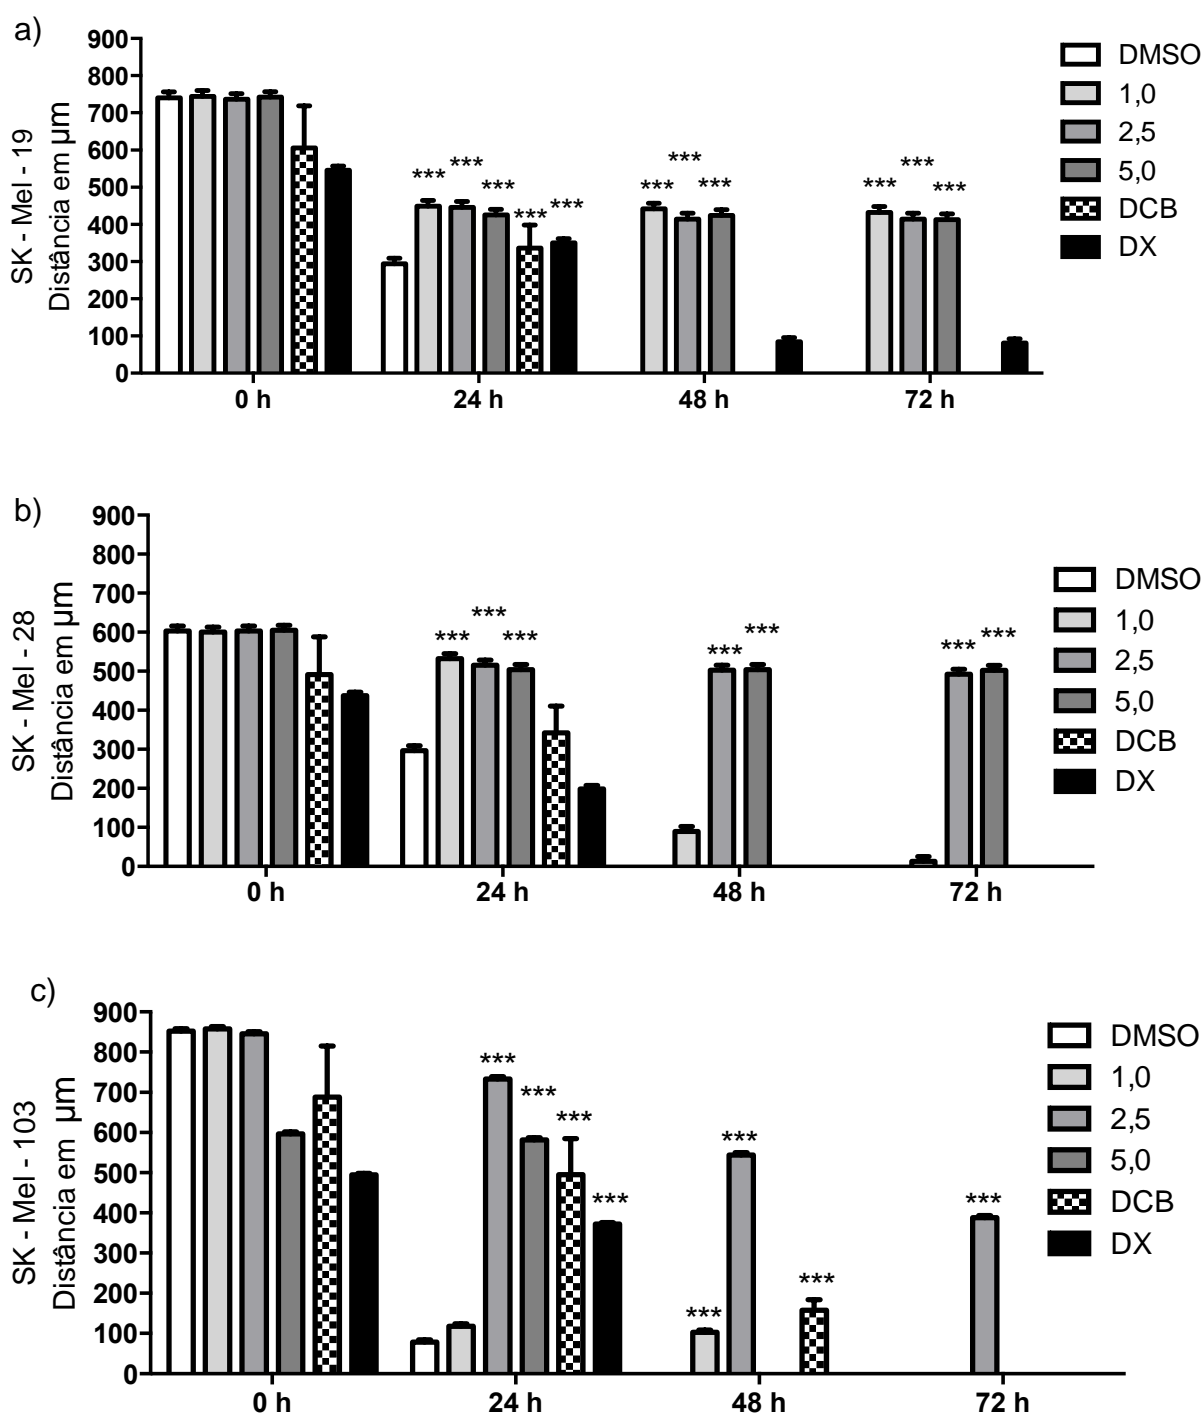 a)
SK - Mel - 19
Distância em µm
900
800
700
600
500
400
300
200
100
0
*** *** *** *** ***
*** *** ***
*** *** ***
0 h 24 h 48 h 72 h
DMSO
1,0
2,5
5,0
DCB
DX
b)
SK - Mel - 28
Distância em µm
900
800
700
600
500
400
300
200
100
0
*** *** ***
*** ***
*** ***
0 h 24 h 48 h 72 h
DMSO
1,0
2,5
5,0
DCB
DX
c)
SK - Mel - 103
Distância em µm
900
800
700
600
500
400
300
200
100
0
*** *** *** ***
*** *** ***
***
0 h 24 h 48 h 72 h
DMSO
1,0
2,5
5,0
DCB
DX